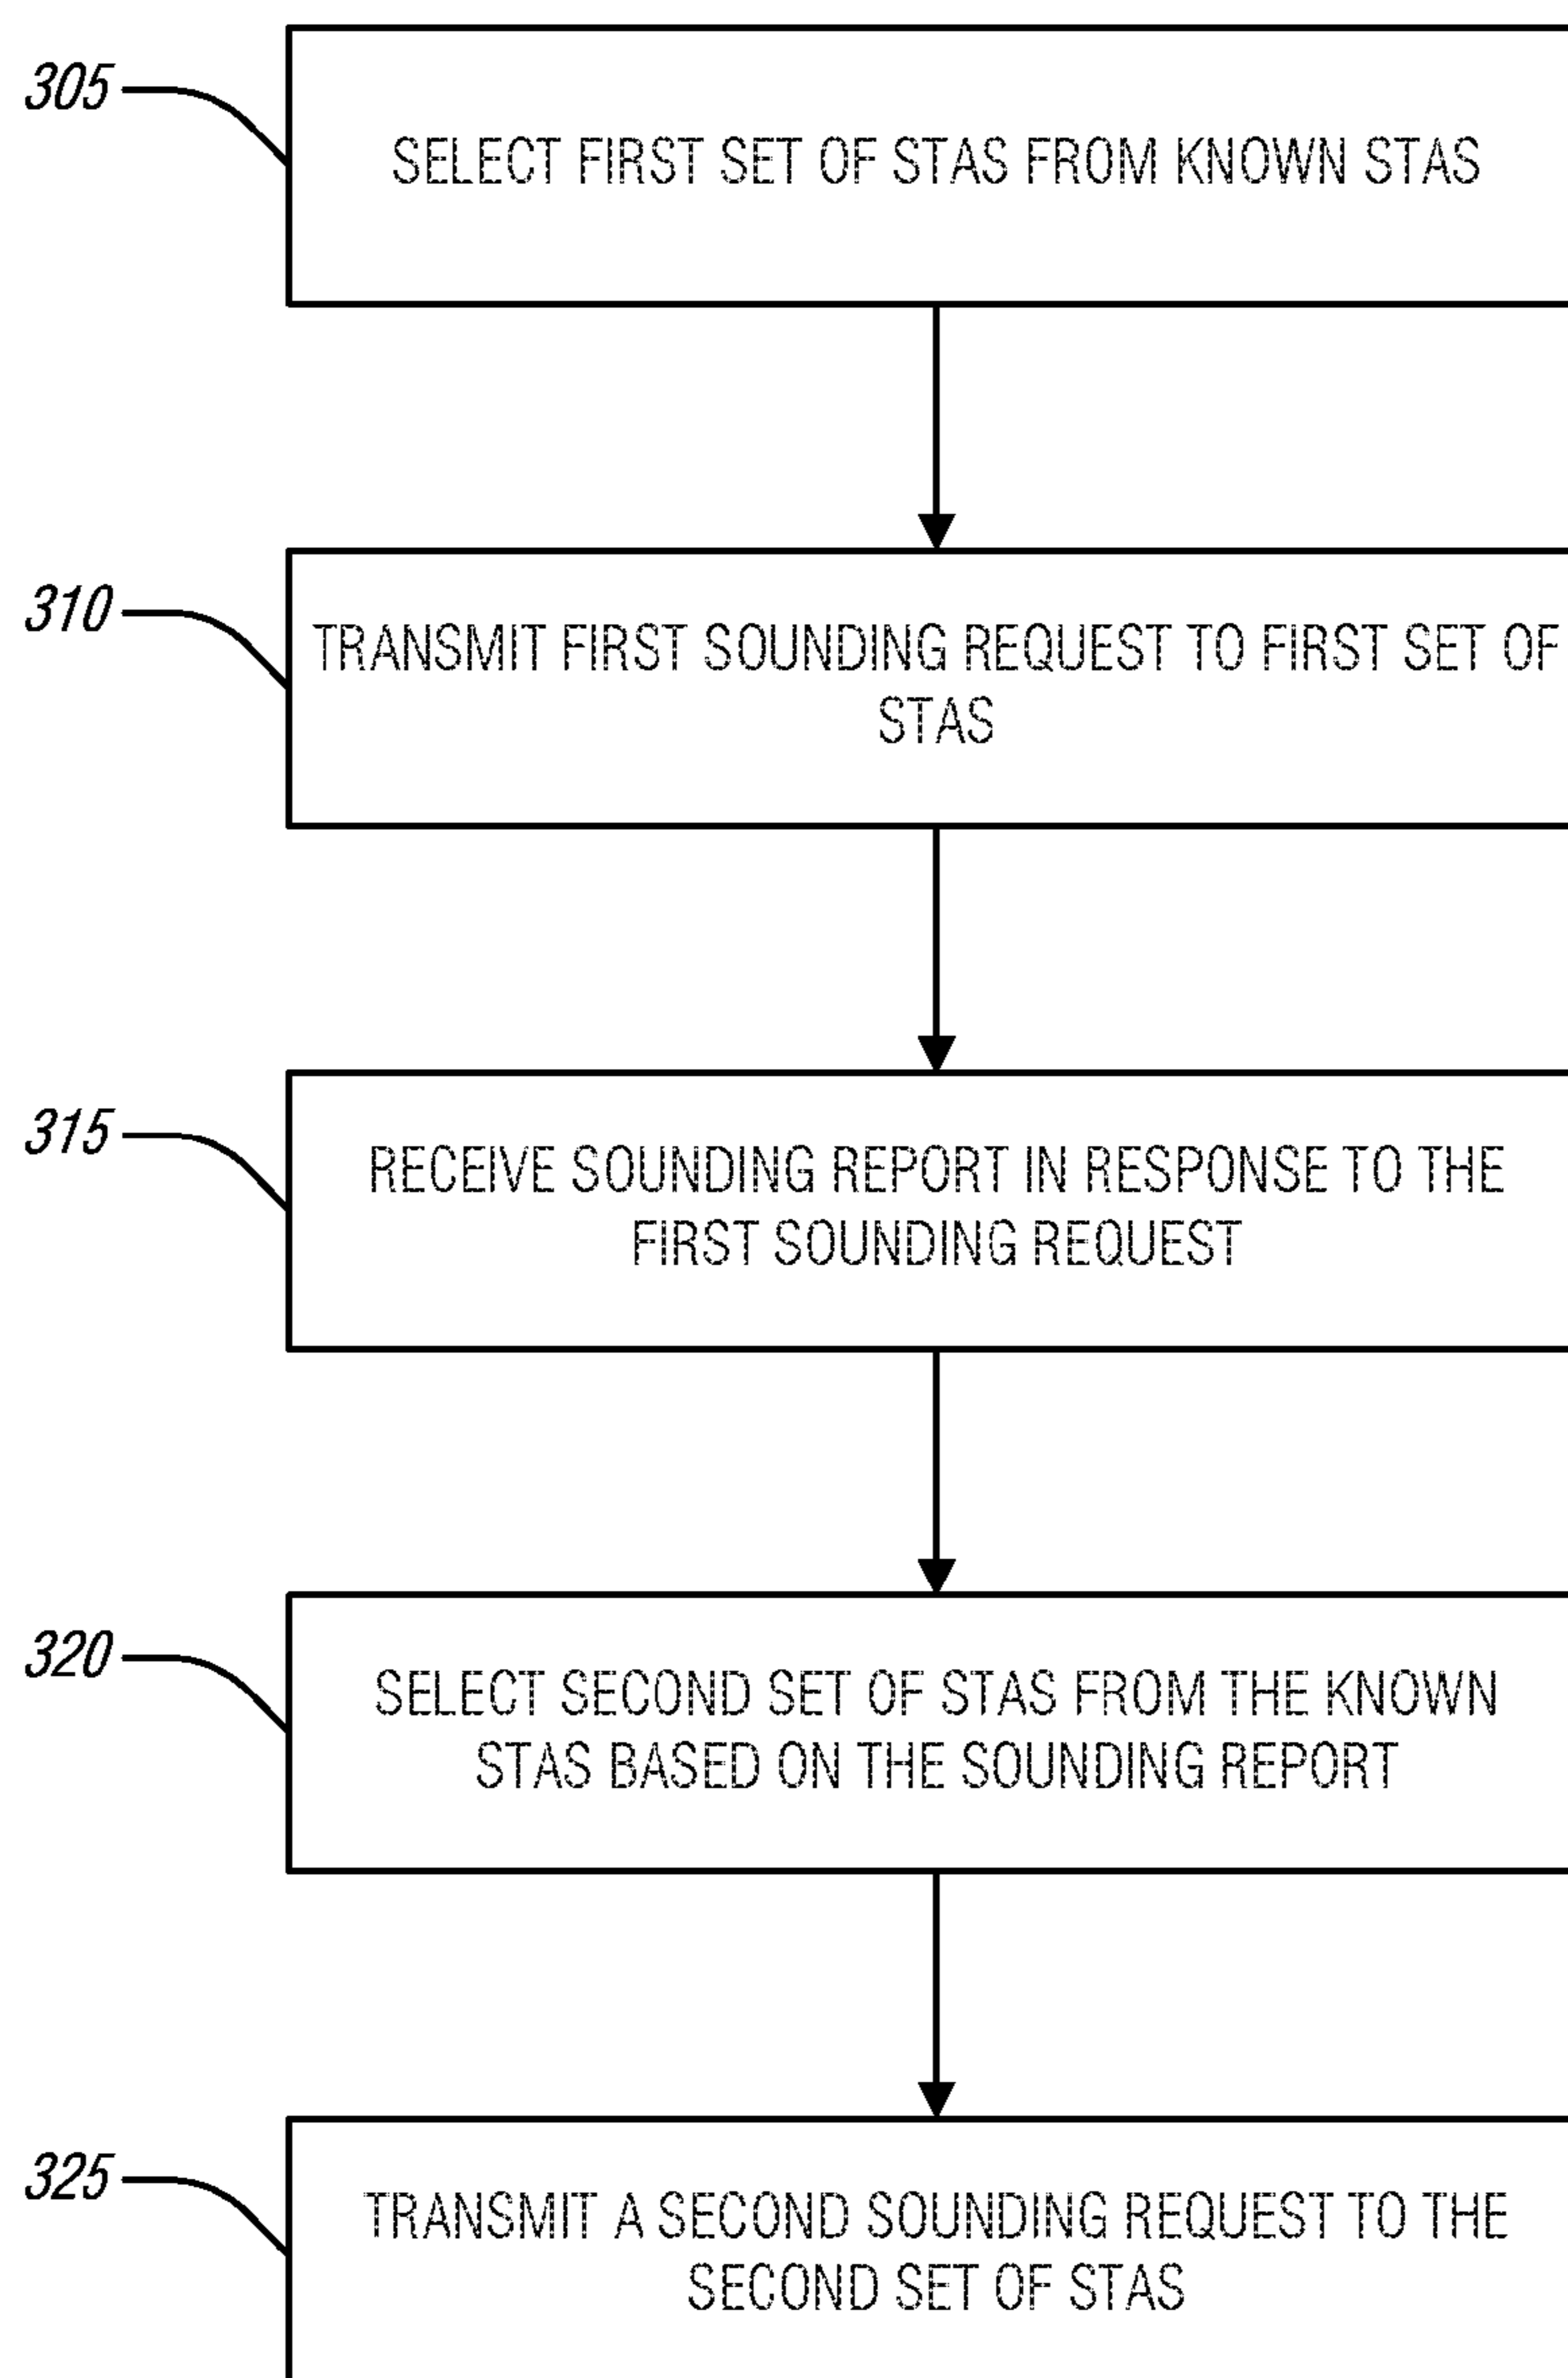 305
SELECT FIRST SET OF STAS FROM KNOWN STAS
310
TRANSMIT FIRST SOUNDING REQUEST TO FIRST SET OF
STAS
315
RECEIVE SOUNDING REPORT IN RESPONSE TO THE
FIRST SOUNDING REQUEST
320
SELECT SECOND SET OF STAS FROM THE KNOWN
STAS BASED ON THE SOUNDING REPORT
325
TRANSMIT A SECOND SOUNDING REQUEST TO THE
SECOND SET OF STAS